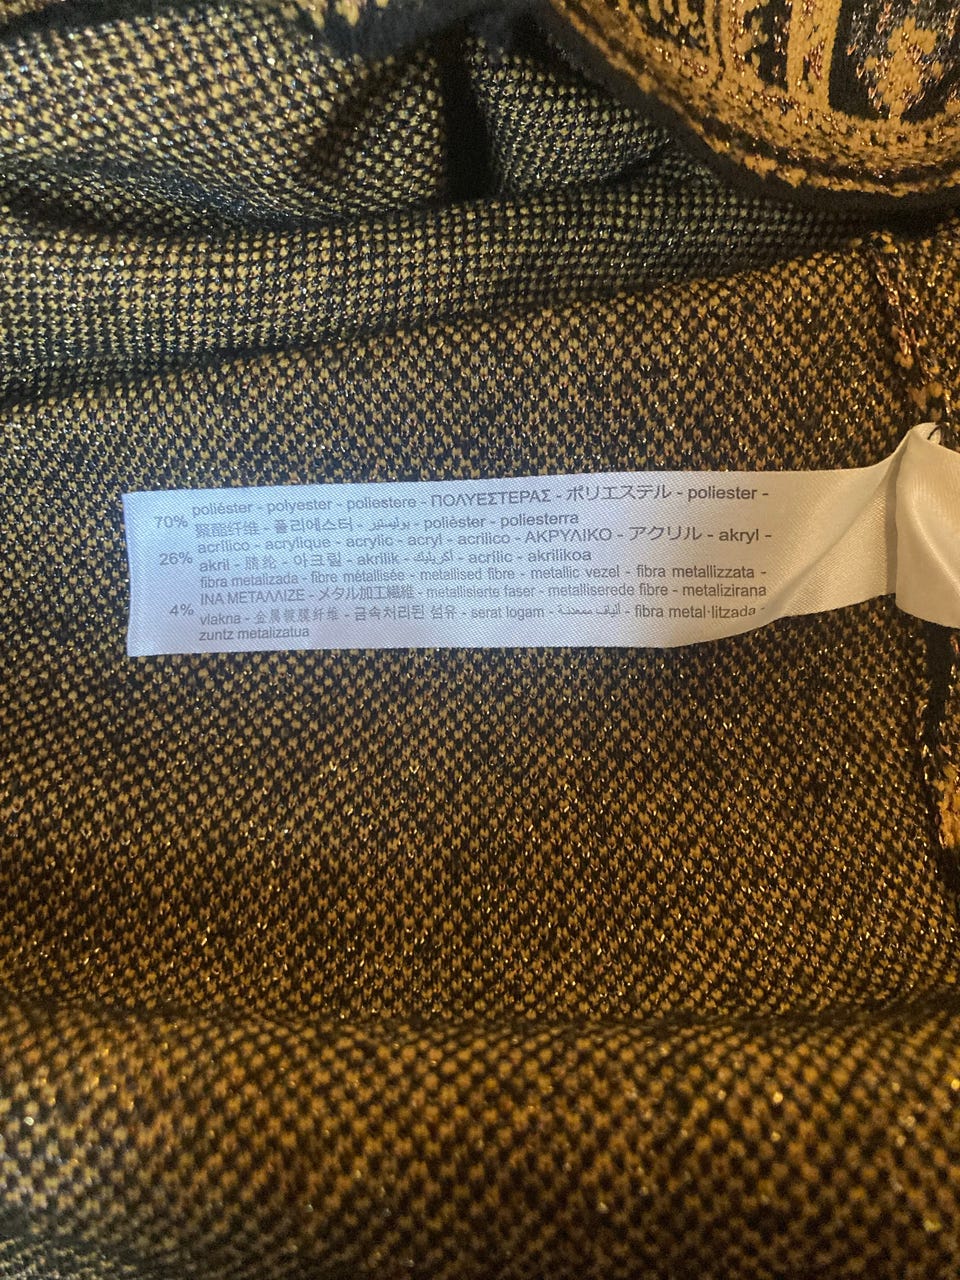 poliéster - polyester - poliestere - ΠΟΛΥΕΣΤΕΡΑΣ - ポリエステル - poliester -
70% 聚酯纤维 - 폴리에스터 - بوليستير - polièster - poliesterra
acrílico - acrylique - acrylic - acryl - acrilico - ΑΚΡΥΛΙΚΟ - アクリル - akryl -
26% akril - 腈纶 - 아크릴 - akrilik - أكريليك - acrílic - akrilikoa
fibra metalizada - fibre métallisée - metallised fibre - metallic vezel - fibra metallizzata -
ΙΝΑ ΜΕΤΑΛΛΙΖΕ - メタル加工繊維 - metallisierte faser - metalliserede fibre - metalizirana
4% vlakna - 金属镀膜纤维 - 금속처리된 섬유 - serat logam - ألياف معدنية - fibra metal·litzada -
zuntz metalizatua